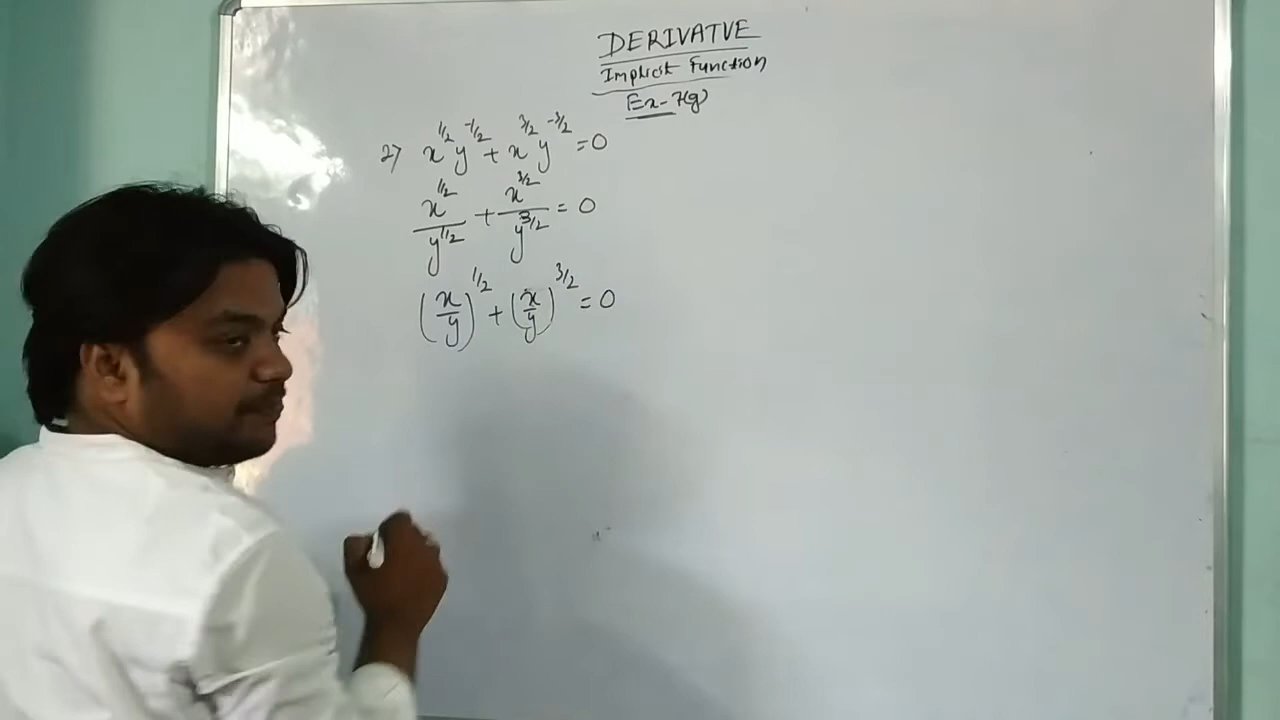 DERIVATVE
Implicit Function
Ex-7(g)
2) x^1/2 y^-1/2 + x^3/2 y^-3/2 = 0
x^1/2 / y^1/2 + x^3/2 / y^3/2 = 0
(x/y)^1/2 + (x/y)^3/2 = 0